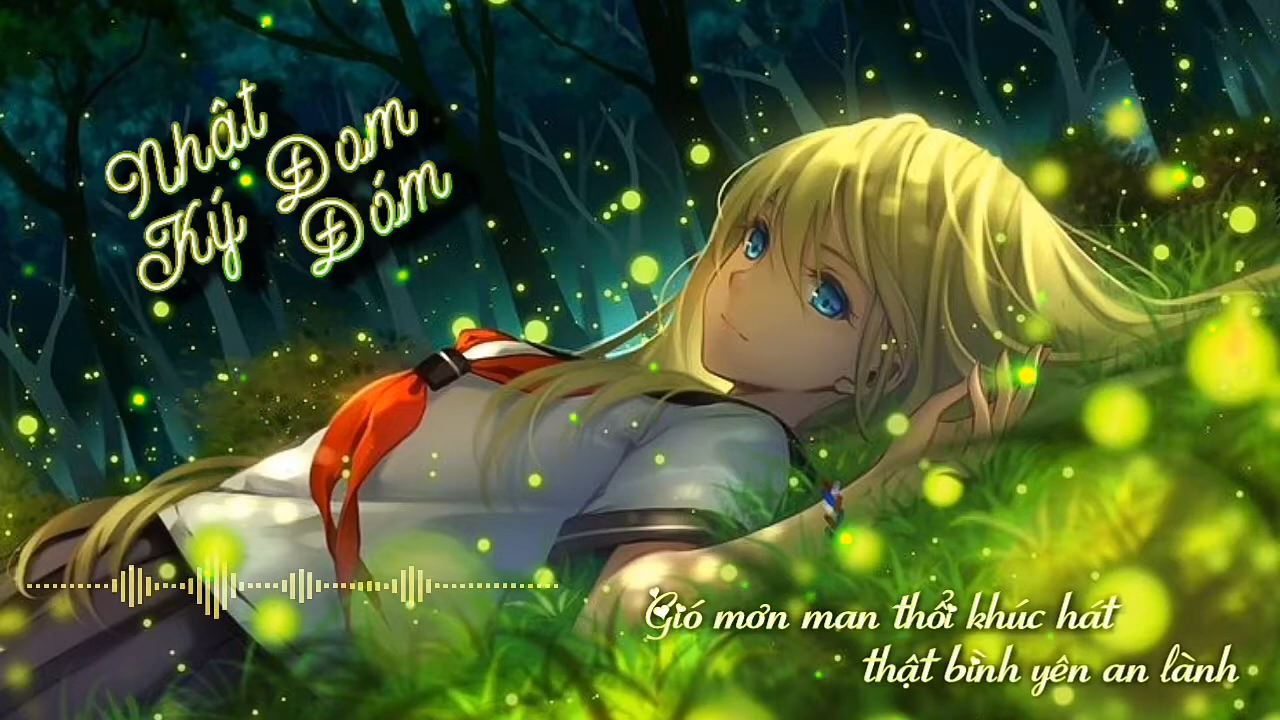 Nhật
Ký Đom
Đóm
Gió mơn man thổi khúc hát
thật bình yên an lành